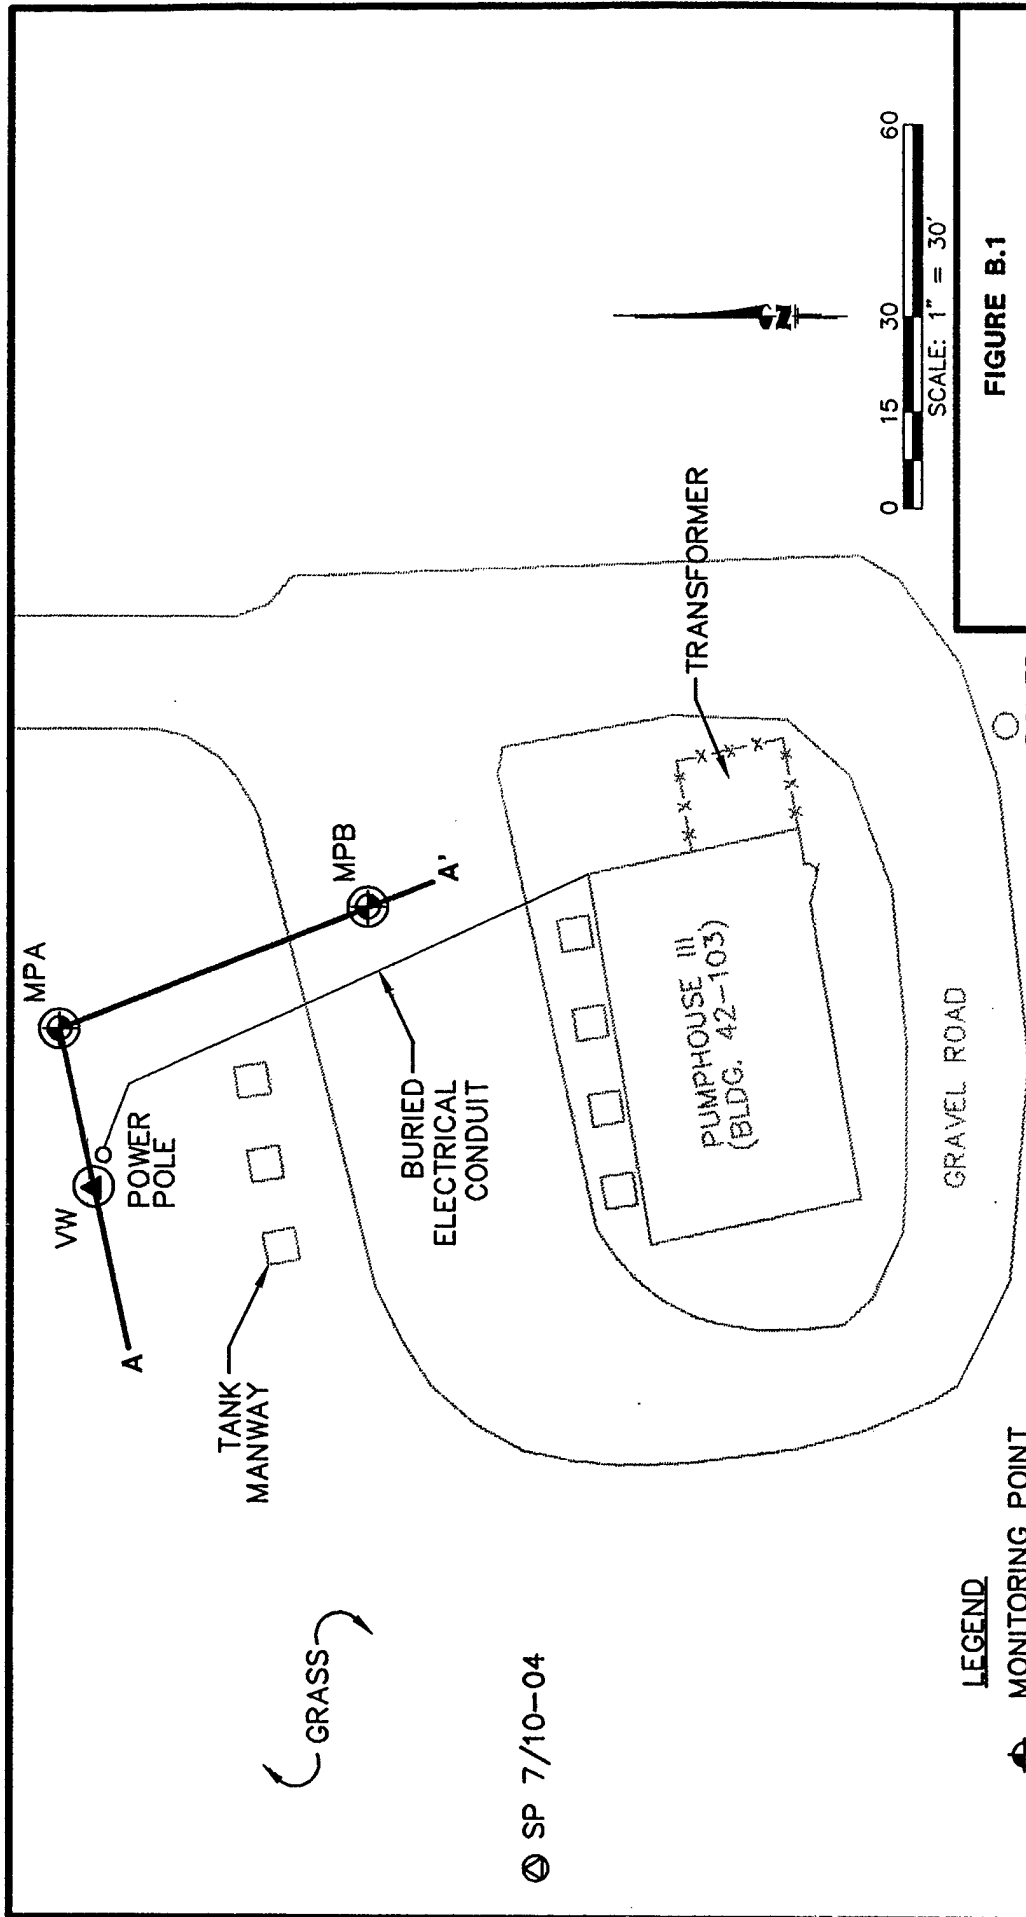 MPA
VW
POWER
POLE
MPB
A
A'
TANK
MANWAY
BURIED
ELECTRICAL
CONDUIT
GRASS
SP 7/10-04
TRANSFORMER
PUMPHOUSE III
(BLDG. 42-103)
GRAVEL ROAD
N
0 15 30 60
SCALE: 1" = 30'
LEGEND
MONITORING POINT
FIGURE B.1